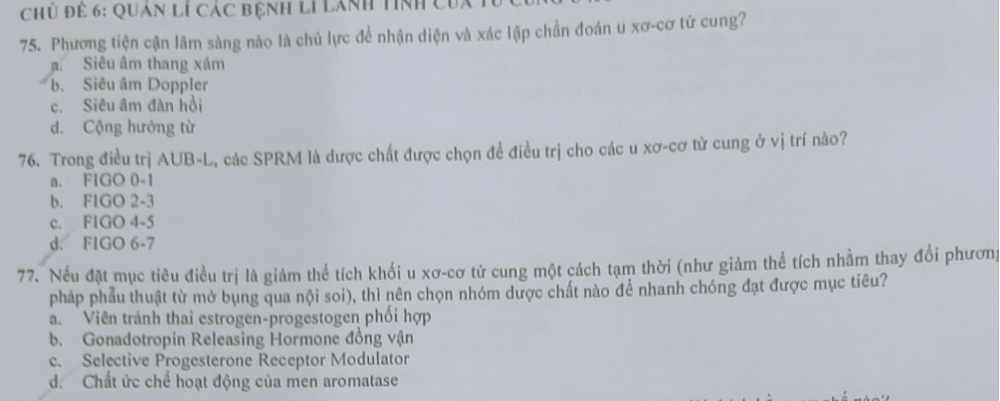 CHỦ ĐỀ 6: QUẢN LÍ CÁC BỆNH LÍ LÀNH TÍNH CỦA TỬ
75. Phương tiện cận lâm sàng nào là chủ lực để nhận diện và xác lập chẩn đoán u xơ-cơ tử cung?
a. Siêu âm thang xám
b. Siêu âm Doppler
c. Siêu âm đàn hồi
d. Cộng hưởng từ
76. Trong điều trị AUB-L, các SPRM là dược chất được chọn để điều trị cho các u xơ-cơ tử cung ở vị trí nào?
a. FIGO 0-1
b. FIGO 2-3
c. FIGO 4-5
d. FIGO 6-7
77. Nếu đặt mục tiêu điều trị là giảm thể tích khối u xơ-cơ tử cung một cách tạm thời (như giảm thể tích nhằm thay đổi phương
pháp phẫu thuật từ mở bụng qua nội soi), thì nên chọn nhóm dược chất nào để nhanh chóng đạt được mục tiêu?
a. Viên tránh thai estrogen-progestogen phối hợp
b. Gonadotropin Releasing Hormone đồng vận
c. Selective Progesterone Receptor Modulator
d. Chất ức chế hoạt động của men aromatase